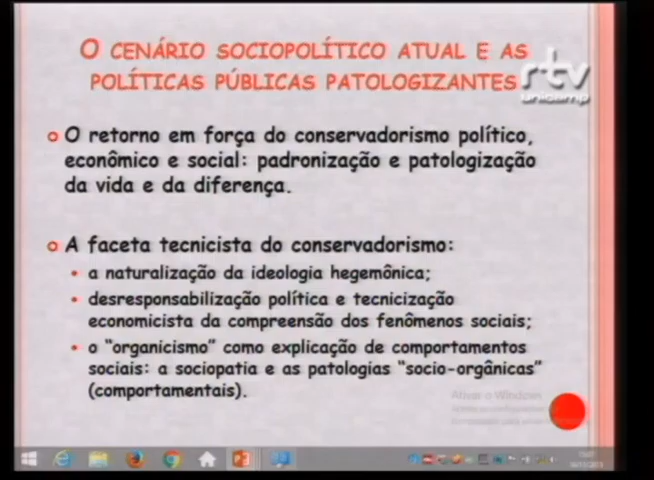 O CENÁRIO SOCIOPOLÍTICO ATUAL E AS
POLÍTICAS PÚBLICAS PATOLOGIZANTES
rtv
unicamp
O retorno em força do conservadorismo político,
econômico e social: padronização e patologização
da vida e da diferença.
A faceta tecnicista do conservadorismo:
• a naturalização da ideologia hegemônica;
• desresponsabilização política e tecnicização
economicista da compreensão dos fenômenos sociais;
• o "organicismo" como explicação de comportamentos
sociais: a sociopatia e as patologias "socio-orgânicas"
(comportamentais).
Ativar o Windows